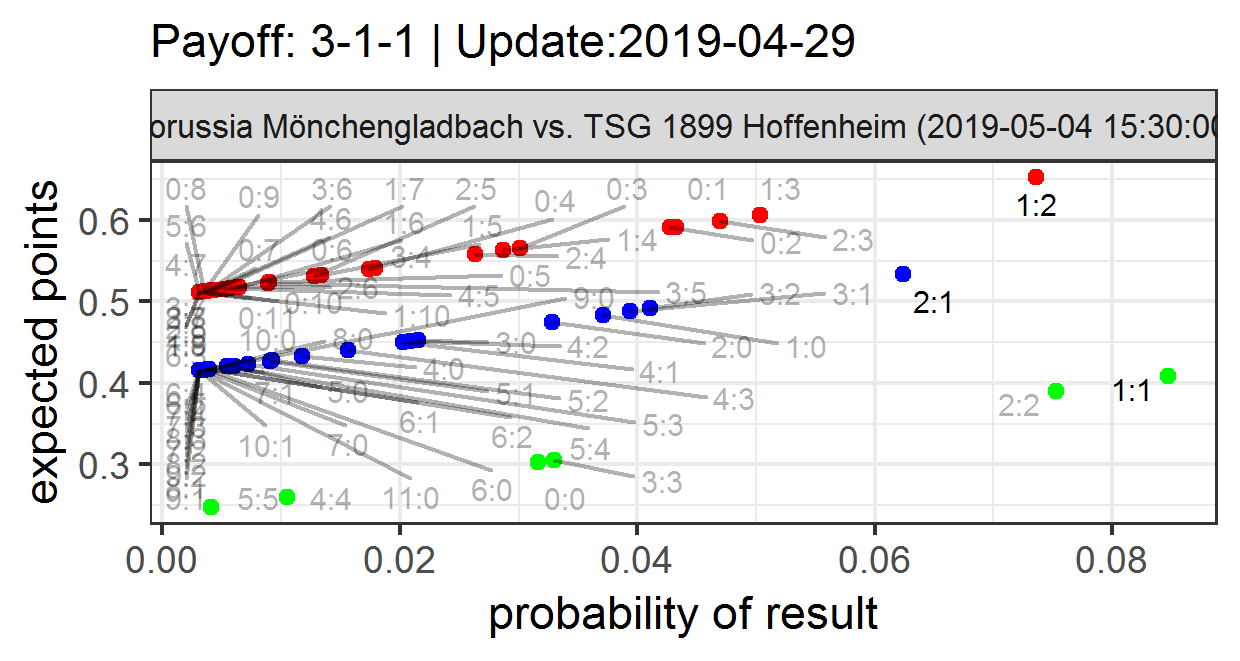 Payoff: 3-1-1 | Update:2019-04-29
orussia Mönchengladbach vs. TSG 1899 Hoffenheim (2019-05-04 15:30:00
expected points
0.6
0.5
0.4
0.3
0:8 0:9 3:6 1:7 2:5 0:4 0:3 0:1 1:3
1:2
5:6 4:6 1:6 1:5 1:4 0:2 2:3
4:7 0:7 0:6 3:4 2:4
0:5
2:6 4:5 9:0 3:5 3:2 3:1 2:1
0:10 1:10
0:11
10:0 8:0 3:0 4:2 2:0 1:0
4:0 4:1
7:1 5:0 5:1 5:2 4:3 2:2 1:1
6:1 5:3
10:1 7:0 6:2 5:4
3:3
9:1 5:5 4:4 11:0 6:0 0:0
0.00 0.02 0.04 0.06 0.08
probability of result